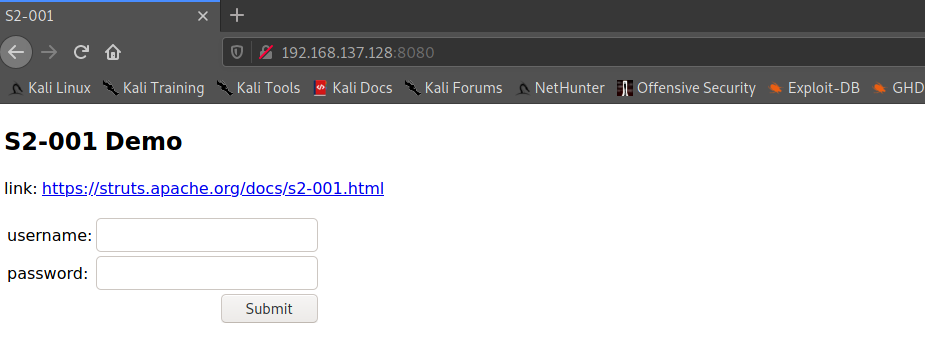 S2-001
192.168.137.128:8080
Kali Linux Kali Training Kali Tools Kali Docs Kali Forums NetHunter Offensive Security Exploit-DB GHD
S2-001 Demo
link: https://struts.apache.org/docs/s2-001.html
username:
password:
Submit